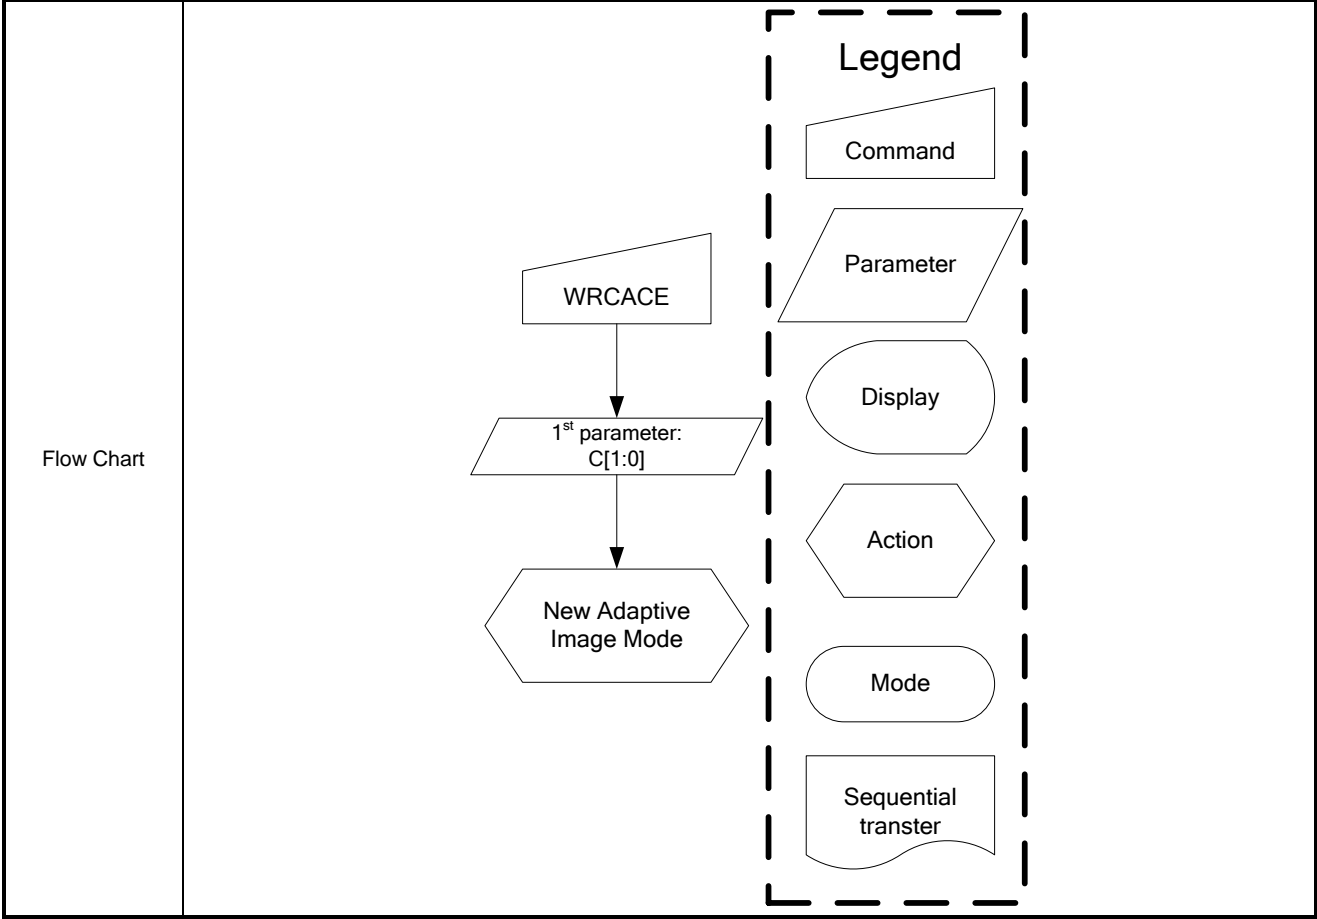 Flow Chart
WRCACE
1st parameter:
C[1:0]
New Adaptive
Image Mode
Legend
Command
Parameter
Display
Action
Mode
Sequential
transter